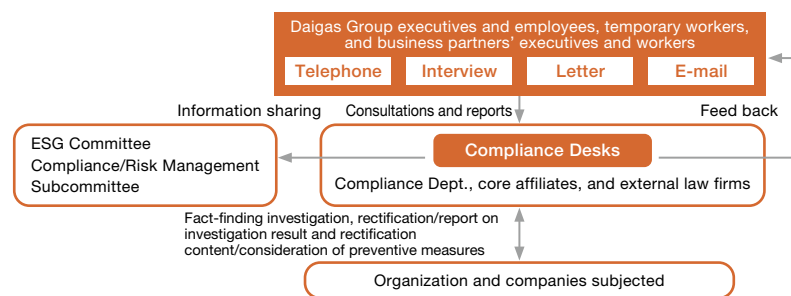 Daigas Group executives and employees, temporary workers,
and business partners’ executives and workers
Telephone
Interview
Letter
E-mail
Information sharing
Consultations and reports
Feed back
ESG Committee
Compliance/Risk Management
Subcommittee
Compliance Desks
Compliance Dept., core affiliates, and external law firms
Fact-finding investigation, rectification/report on
investigation result and rectification
content/consideration of preventive measures
Organization and companies subjected